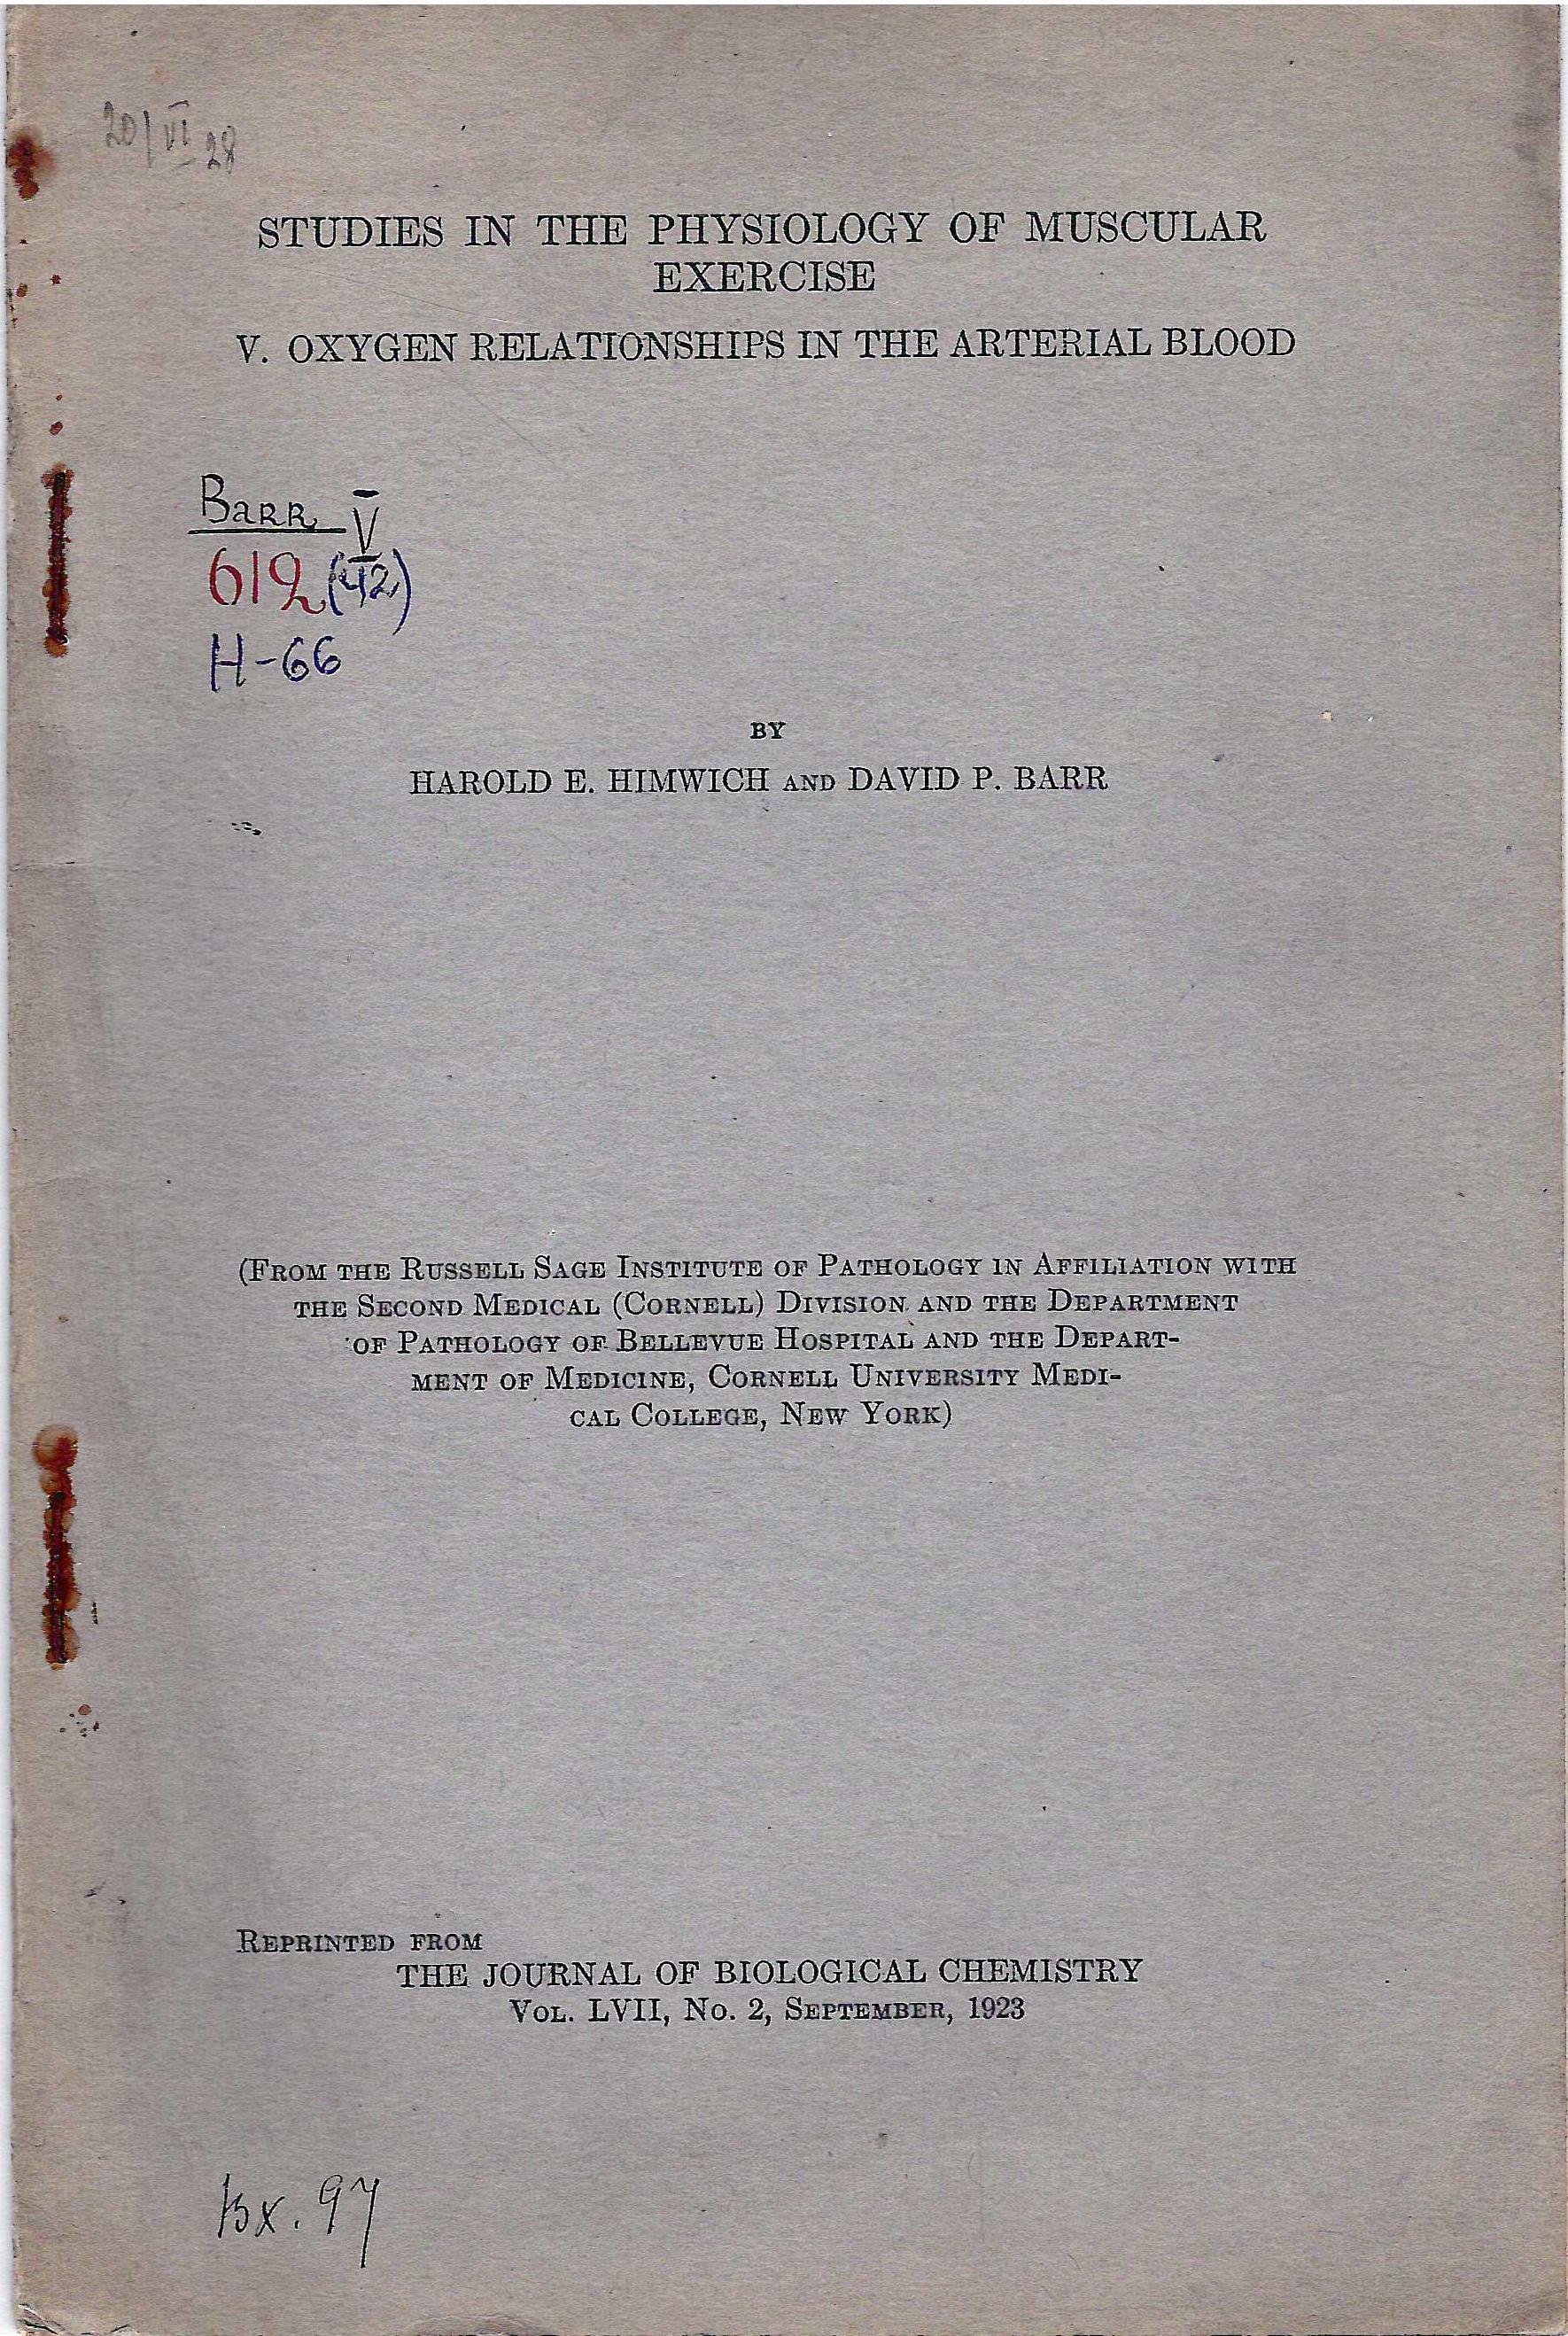 20/VI 28
STUDIES IN THE PHYSIOLOGY OF MUSCULAR
EXERCISE
V. OXYGEN RELATIONSHIPS IN THE ARTERIAL BLOOD
Barr V
612(42)
H-66
BY
HAROLD E. HIMWICH AND DAVID P. BARR
(FROM THE RUSSELL SAGE INSTITUTE OF PATHOLOGY IN AFFILIATION WITH
THE SECOND MEDICAL (CORNELL) DIVISION AND THE DEPARTMENT
OF PATHOLOGY OF BELLEVUE HOSPITAL AND THE DEPART-
MENT OF MEDICINE, CORNELL UNIVERSITY MEDI-
CAL COLLEGE, NEW YORK)
REPRINTED FROM
THE JOURNAL OF BIOLOGICAL CHEMISTRY
VOL. LVII, No. 2, SEPTEMBER, 1923
Вх. 97